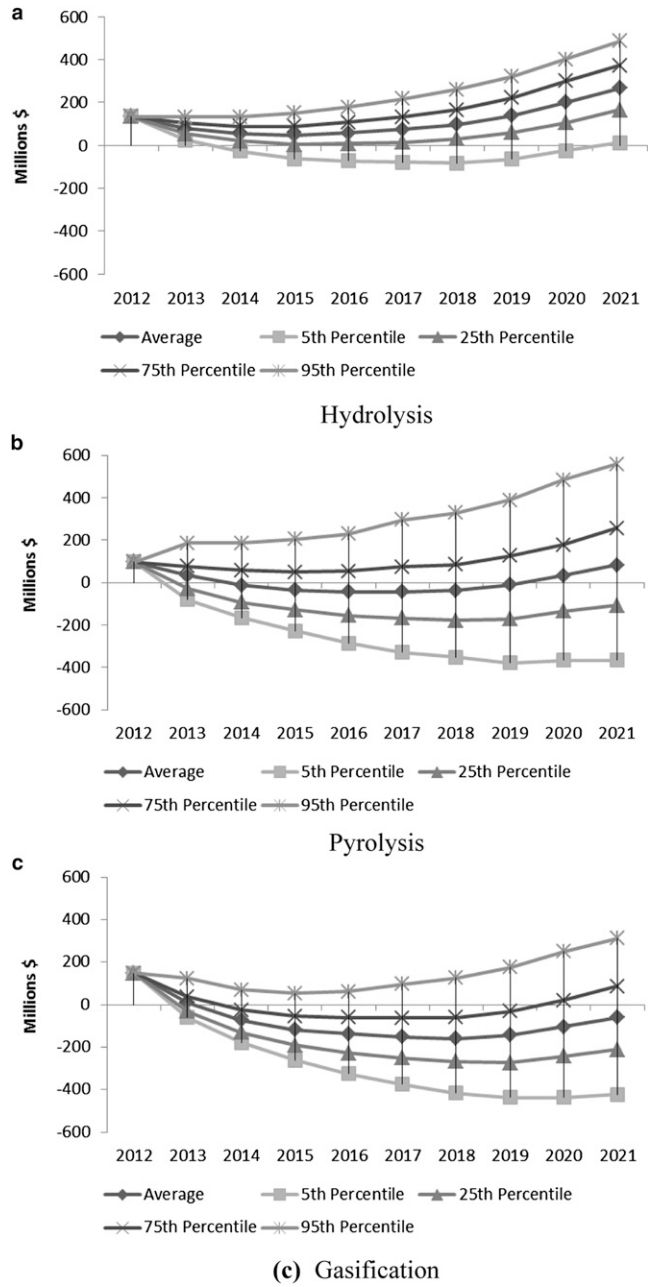 a
600
400
200
0
-200
-400
-600
Millions $
2012 2013 2014 2015 2016 2017 2018 2019 2020 2021
Average 5th Percentile 25th Percentile
75th Percentile 95th Percentile
Hydrolysis
b
600
400
200
0
-200
-400
-600
Millions $
2012 2013 2014 2015 2016 2017 2018 2019 2020 2021
Average 5th Percentile 25th Percentile
75th Percentile 95th Percentile
Pyrolysis
c
600
400
200
0
-200
-400
-600
Millions $
2012 2013 2014 2015 2016 2017 2018 2019 2020 2021
Average 5th Percentile 25th Percentile
75th Percentile 95th Percentile
(c) Gasification